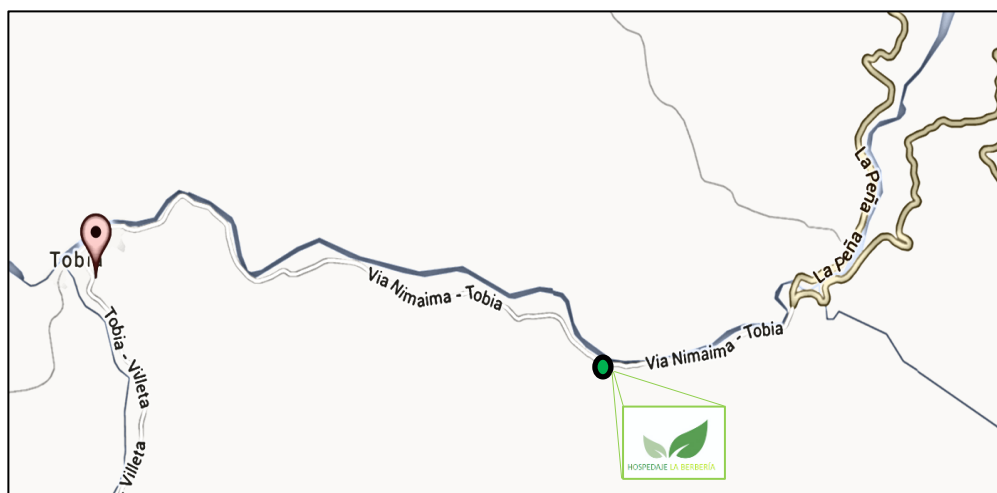 La Peña
La Peña
Tobia
Via Nimaima - Tobia
Tobia - Villeta
Via Nimaima - Tobia
- Villeta
HOSPEDAJE LA BERBERÍA